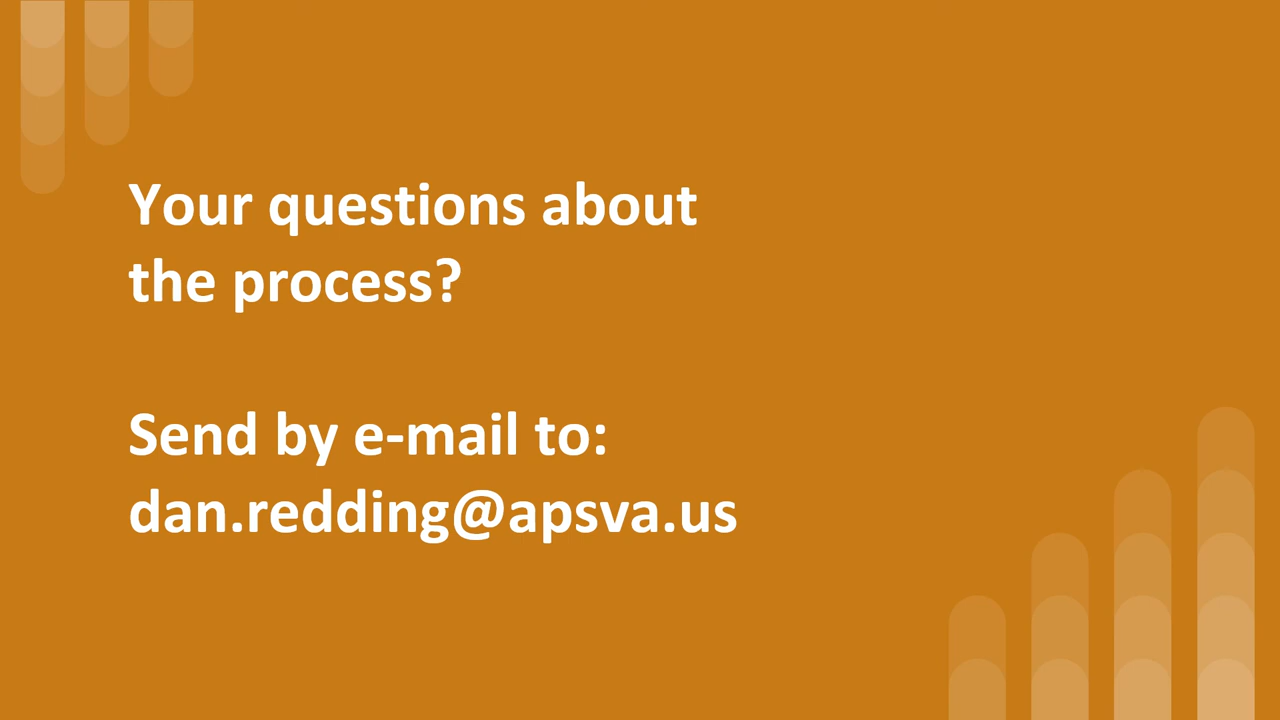 Your questions about
the process?
Send by e-mail to:
dan.redding@apsva.us